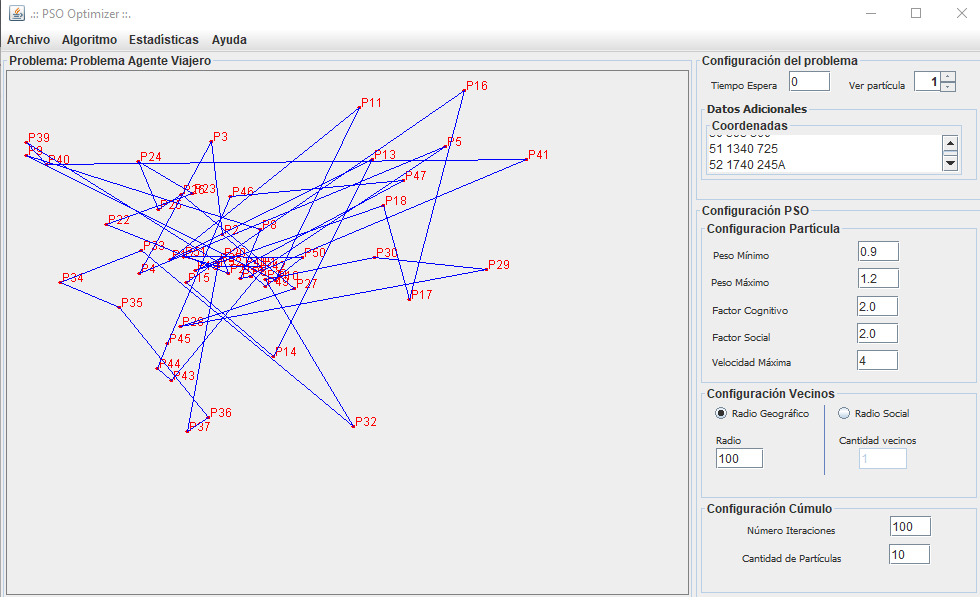 .:: PSO Optimizer ::.
Archivo Algoritmo Estadísticas Ayuda
Problema: Problema Agente Viajero
P16
P11
P39
P3
P5
P9
P40
P24
P13
P41
P47
P23
P46
P18
P22
P8
P33
P50
P30
P29
P4
P34
P15
P27
P17
P35
P28
P45
P14
P44
P43
P36
P32
P37
Configuración del problema
Tiempo Espera 0 Ver partícula 1
Datos Adicionales
Coordenadas
51 1340 725
52 1740 245A
Configuración PSO
Configuracion Partícula
Peso Mínimo 0.9
Peso Máximo 1.2
Factor Cognitivo 2.0
Factor Social 2.0
Velocidad Máxima 4
Configuración Vecinos
Radio Geográfico Radio Social
Radio Cantidad vecinos
100 1
Configuración Cúmulo
Número Iteraciones 100
Cantidad de Partículas 10